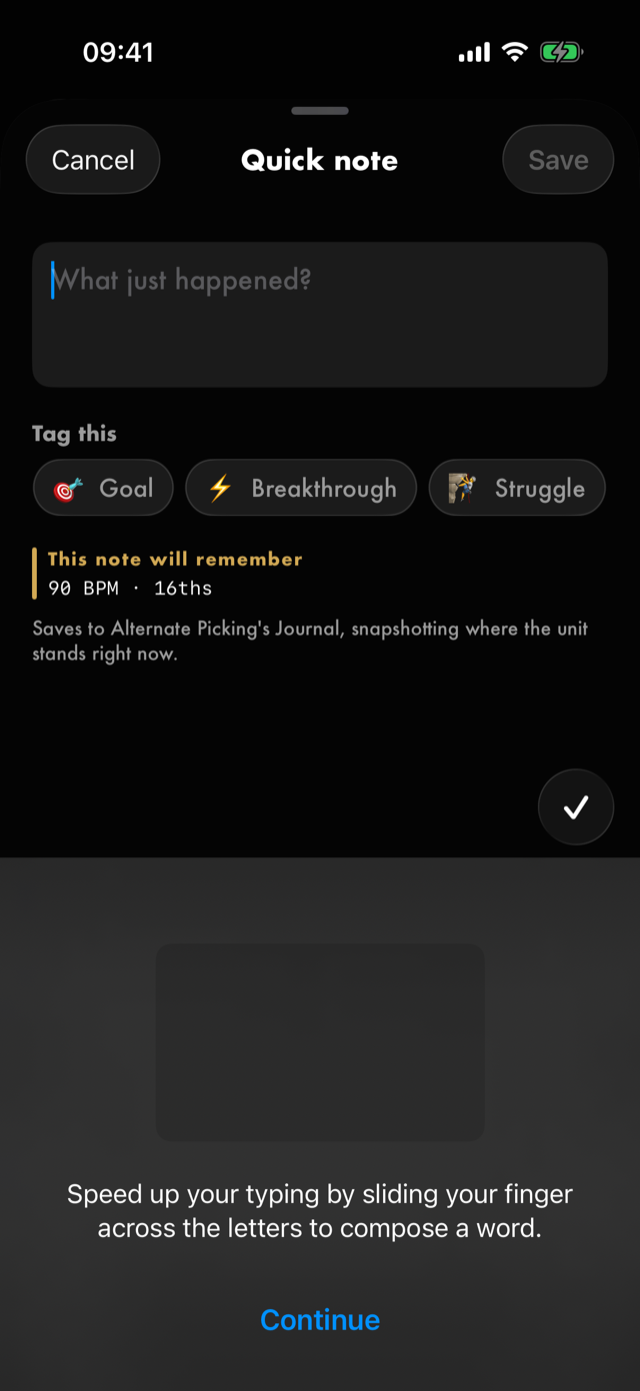 09:41
Cancel
Quick note
Save
What just happened?
Tag this
Goal
Breakthrough
Struggle
This note will remember
90 BPM · 16ths
Saves to Alternate Picking's Journal, snapshotting where the unit
stands right now.
Speed up your typing by sliding your finger
across the letters to compose a word.
Continue